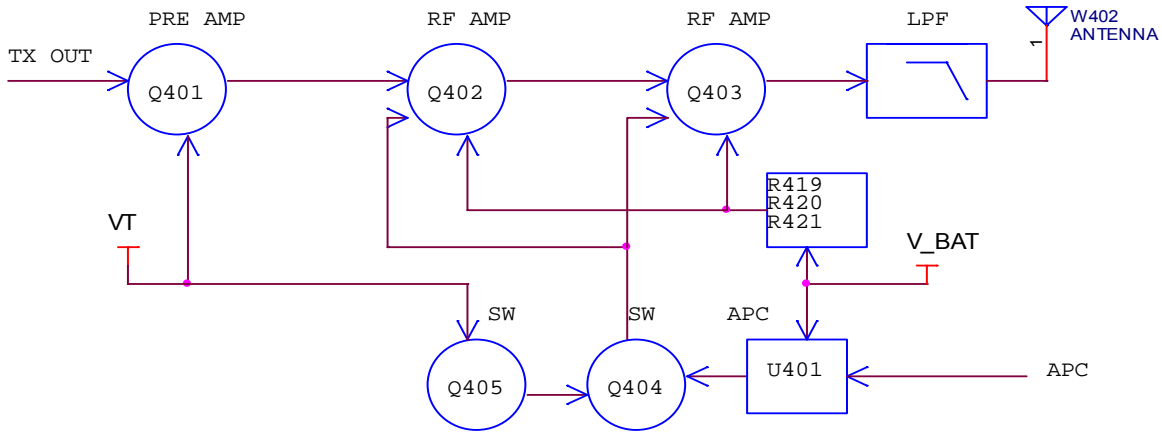 PRE AMP
RF AMP
RF AMP
LPF
W402
ANTENNA
1
TX OUT
Q401
Q402
Q403
R419
R420
R421
VT
V_BAT
SW
SW
APC
Q405
Q404
U401
APC